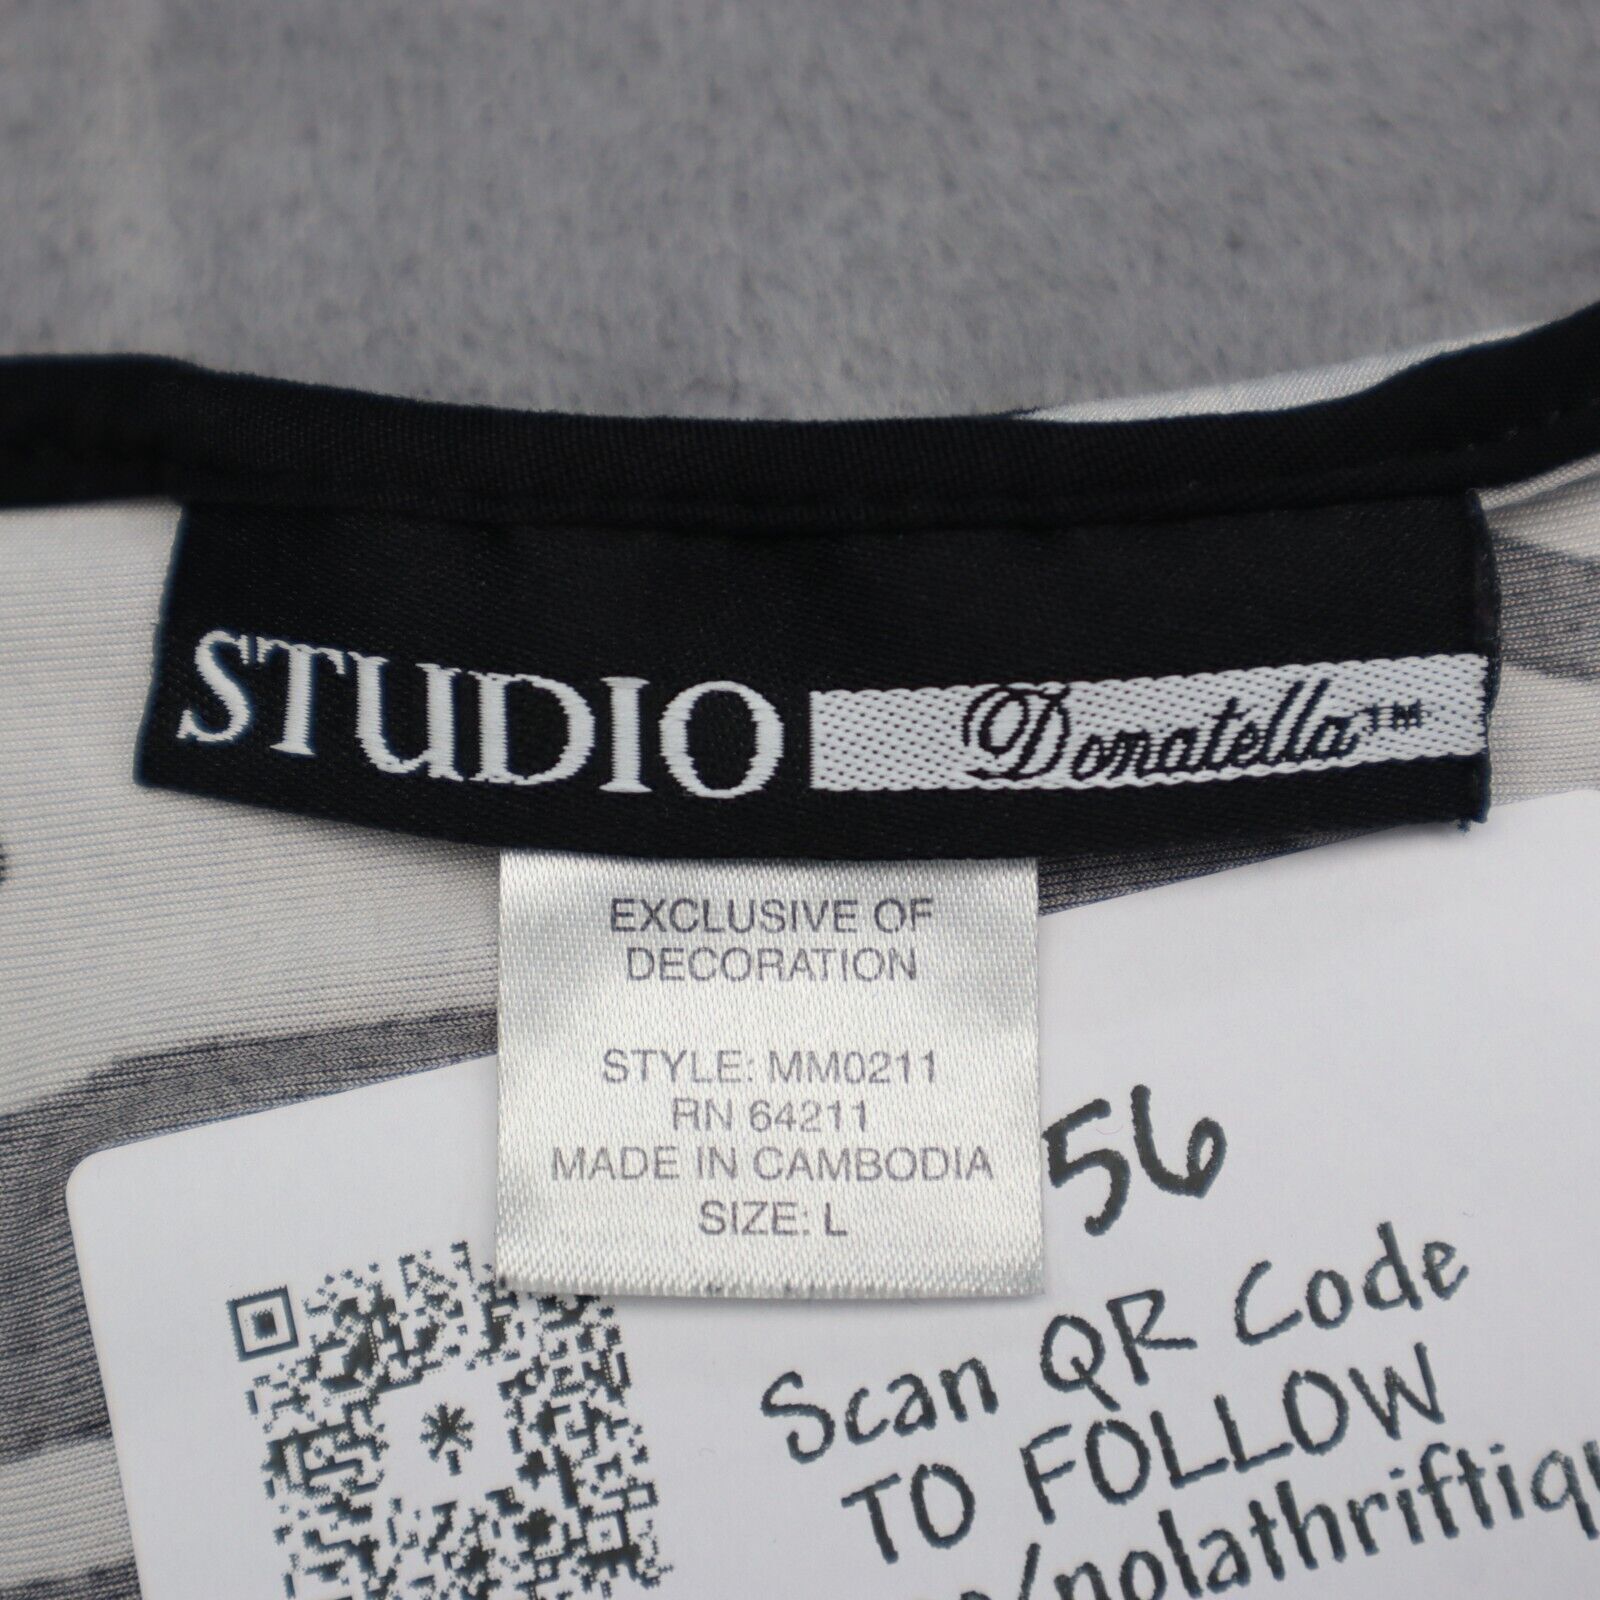 STUDIO Donatella™
EXCLUSIVE OF
DECORATION
STYLE: MM0211
RN 64211
MADE IN CAMBODIA
SIZE: L
56
Scan QR Code
TO FOLLOW